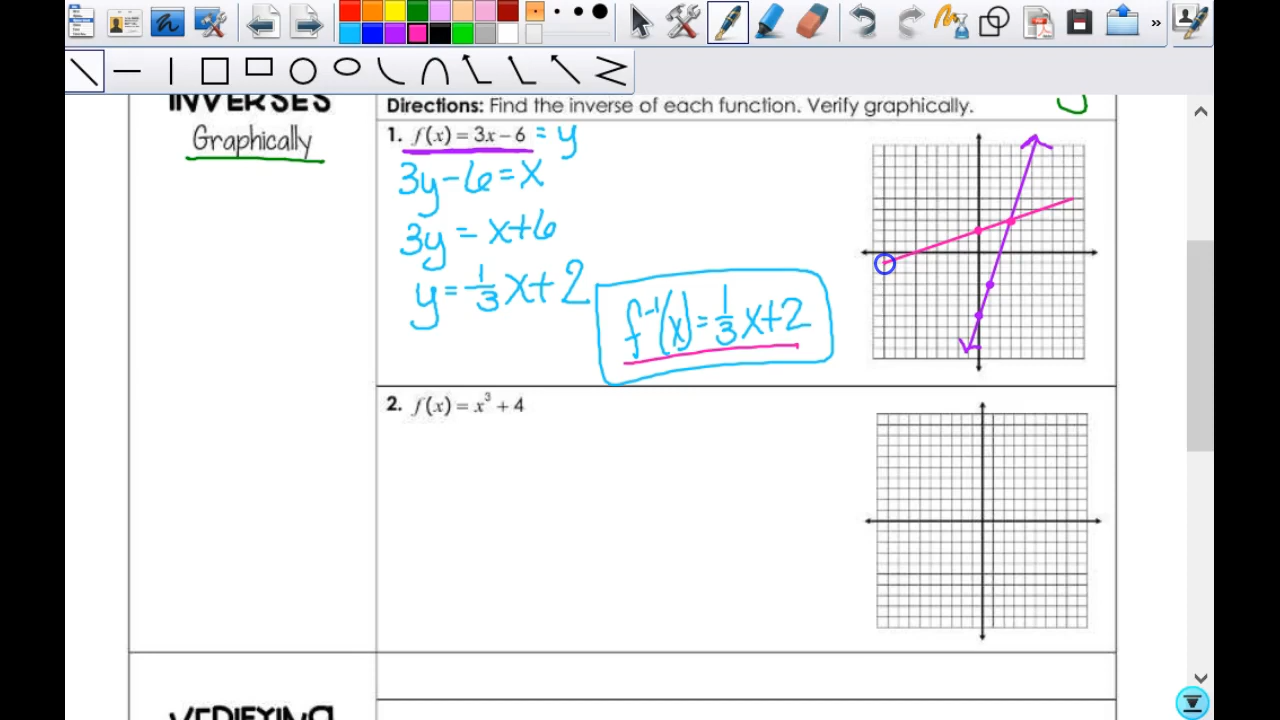 INVERSES
Graphically
Directions: Find the inverse of each function. Verify graphically.
1. f(x) = 3x − 6 = y
3y − 6 = x
3y = x + 6
y = 1/3 x + 2
f⁻¹(x) = 1/3 x + 2
2. f(x) = x³ + 4
VERIFYING